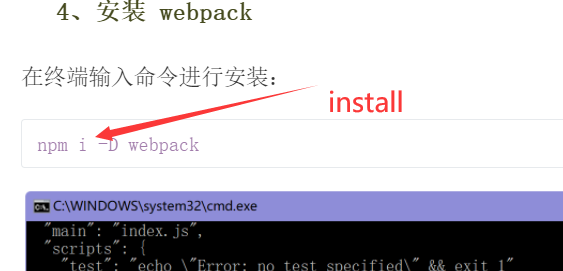 4、安装 webpack
在终端输入命令进行安装：
install
npm i -D webpack
C:\WINDOWS\system32\cmd.exe
"main": "index.js",
"scripts": {
"test": "echo \"Error: no test specified\" && exit 1"